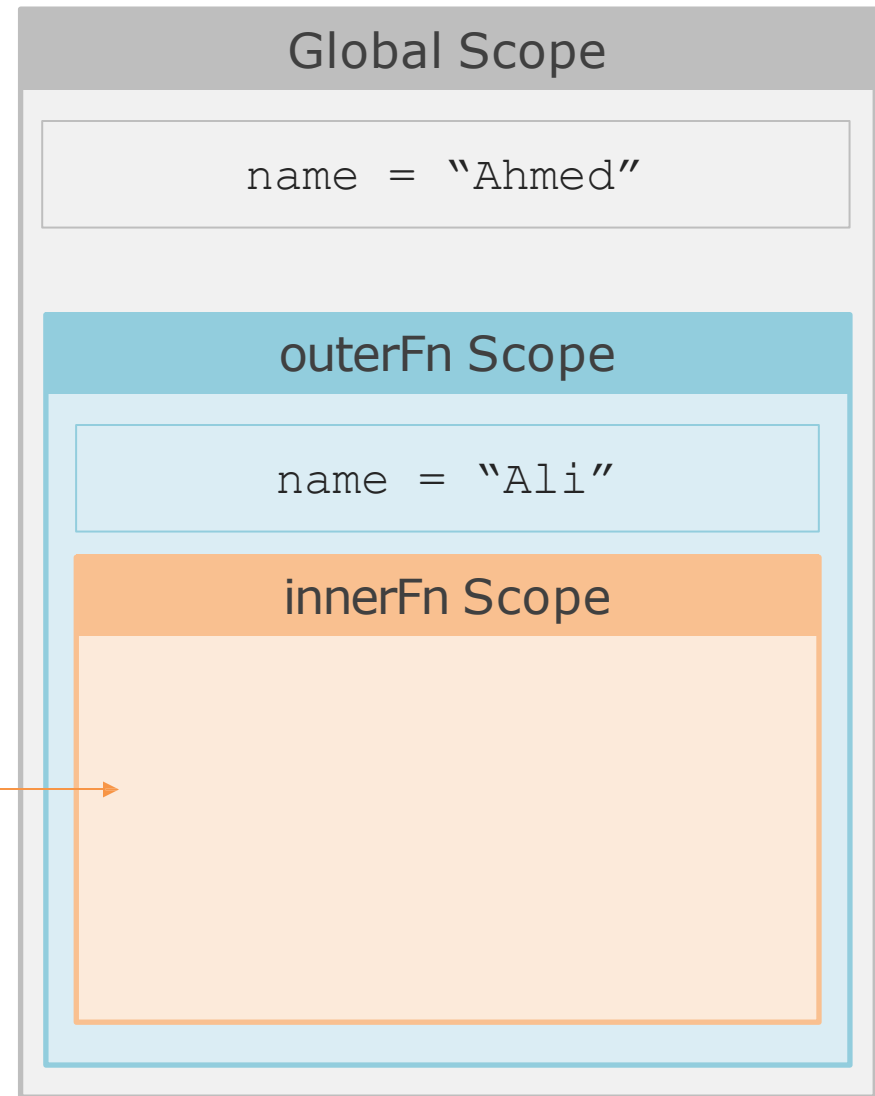 Global Scope
name = “Ahmed”
outerFn Scope
name = “Ali”
innerFn Scope